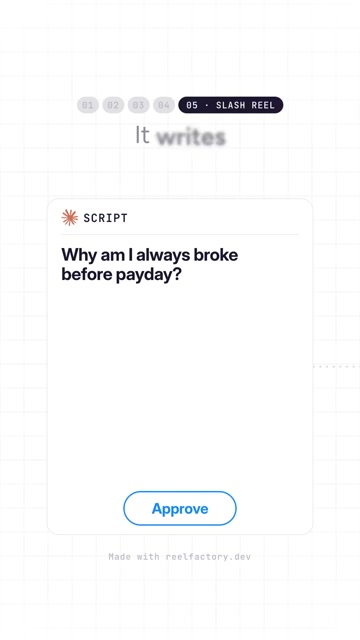 01 02 03 04 05 · SLASH REEL
It writes
SCRIPT
Why am I always broke
before payday?
Approve
Made with reelfactory.dev